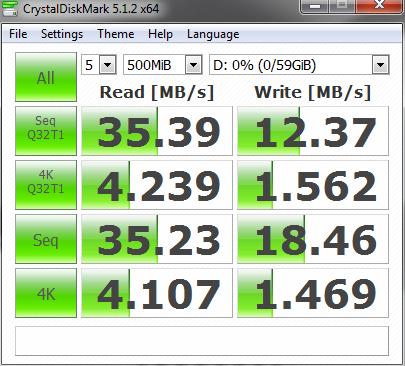 CrystalDiskMark 5.1.2 x64
File Settings Theme Help Language
All 5 500MiB D: 0% (0/59GiB)
Read [MB/s] Write [MB/s]
Seq
Q32T1 35.39 12.37
4K
Q32T1 4.239 1.562
Seq 35.23 18.46
4K 4.107 1.469